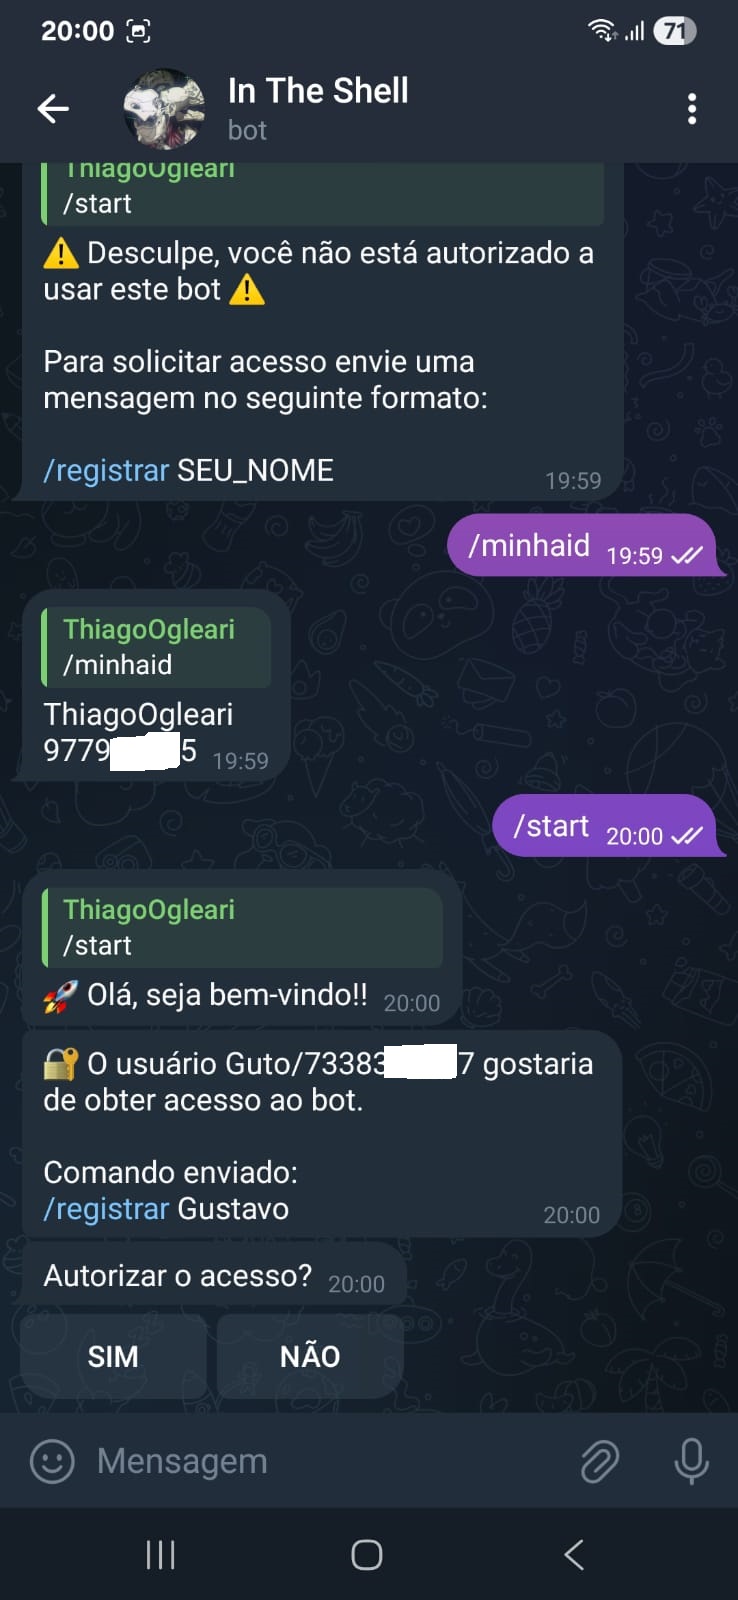 20:00
71
In The Shell
bot
ThiagoOgleari
/start
⚠️ Desculpe, você não está autorizado a
usar este bot ⚠️
Para solicitar acesso envie uma
mensagem no seguinte formato:
/registrar SEU_NOME
19:59
/minhaid 19:59
ThiagoOgleari
/minhaid
ThiagoOgleari
9779 5 19:59
/start 20:00
ThiagoOgleari
/start
🚀 Olá, seja bem-vindo!! 20:00
🔐 O usuário Guto/73383 7 gostaria
de obter acesso ao bot.
Comando enviado:
/registrar Gustavo
20:00
Autorizar o acesso? 20:00
SIM
NÃO
Mensagem